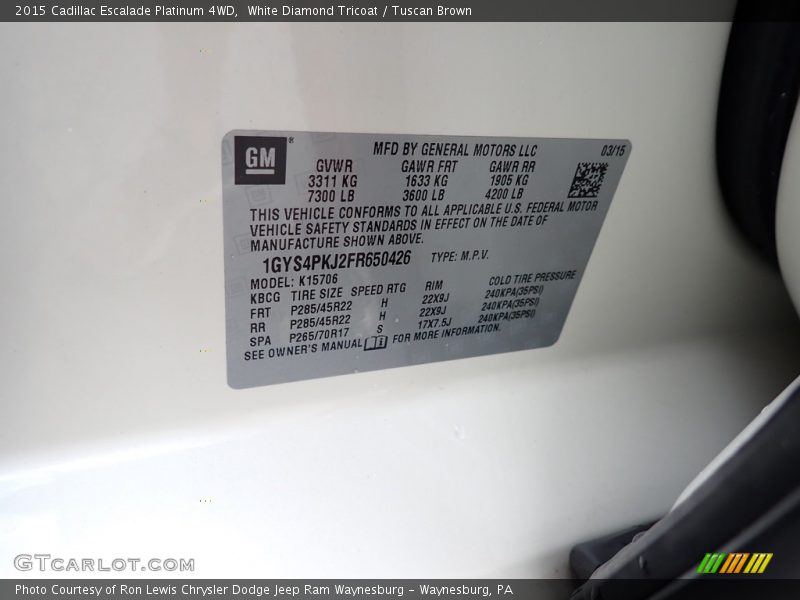 2015 Cadillac Escalade Platinum 4WD,  White Diamond Tricoat / Tuscan Brown
GM ®
MFD BY GENERAL MOTORS LLC 03/15
GVWR GAWR FRT GAWR RR
3311 KG 1633 KG 1905 KG
7300 LB 3600 LB 4200 LB
THIS VEHICLE CONFORMS TO ALL APPLICABLE U.S. FEDERAL MOTOR
VEHICLE SAFETY STANDARDS IN EFFECT ON THE DATE OF
MANUFACTURE SHOWN ABOVE.
1GYS4PKJ2FR650426 TYPE: M.P.V.
MODEL: K15706
KBCG TIRE SIZE SPEED RTG RIM COLD TIRE PRESSURE
FRT P285/45R22 H 22X9J 240KPA(35PSI)
RR P285/45R22 H 22X9J 240KPA(35PSI)
SPA P265/70R17 S 17X7.5J 240KPA(35PSI)
SEE OWNER'S MANUAL FOR MORE INFORMATION.
GTCARLOT.COM
Photo Courtesy of Ron Lewis Chrysler Dodge Jeep Ram Waynesburg - Waynesburg, PA